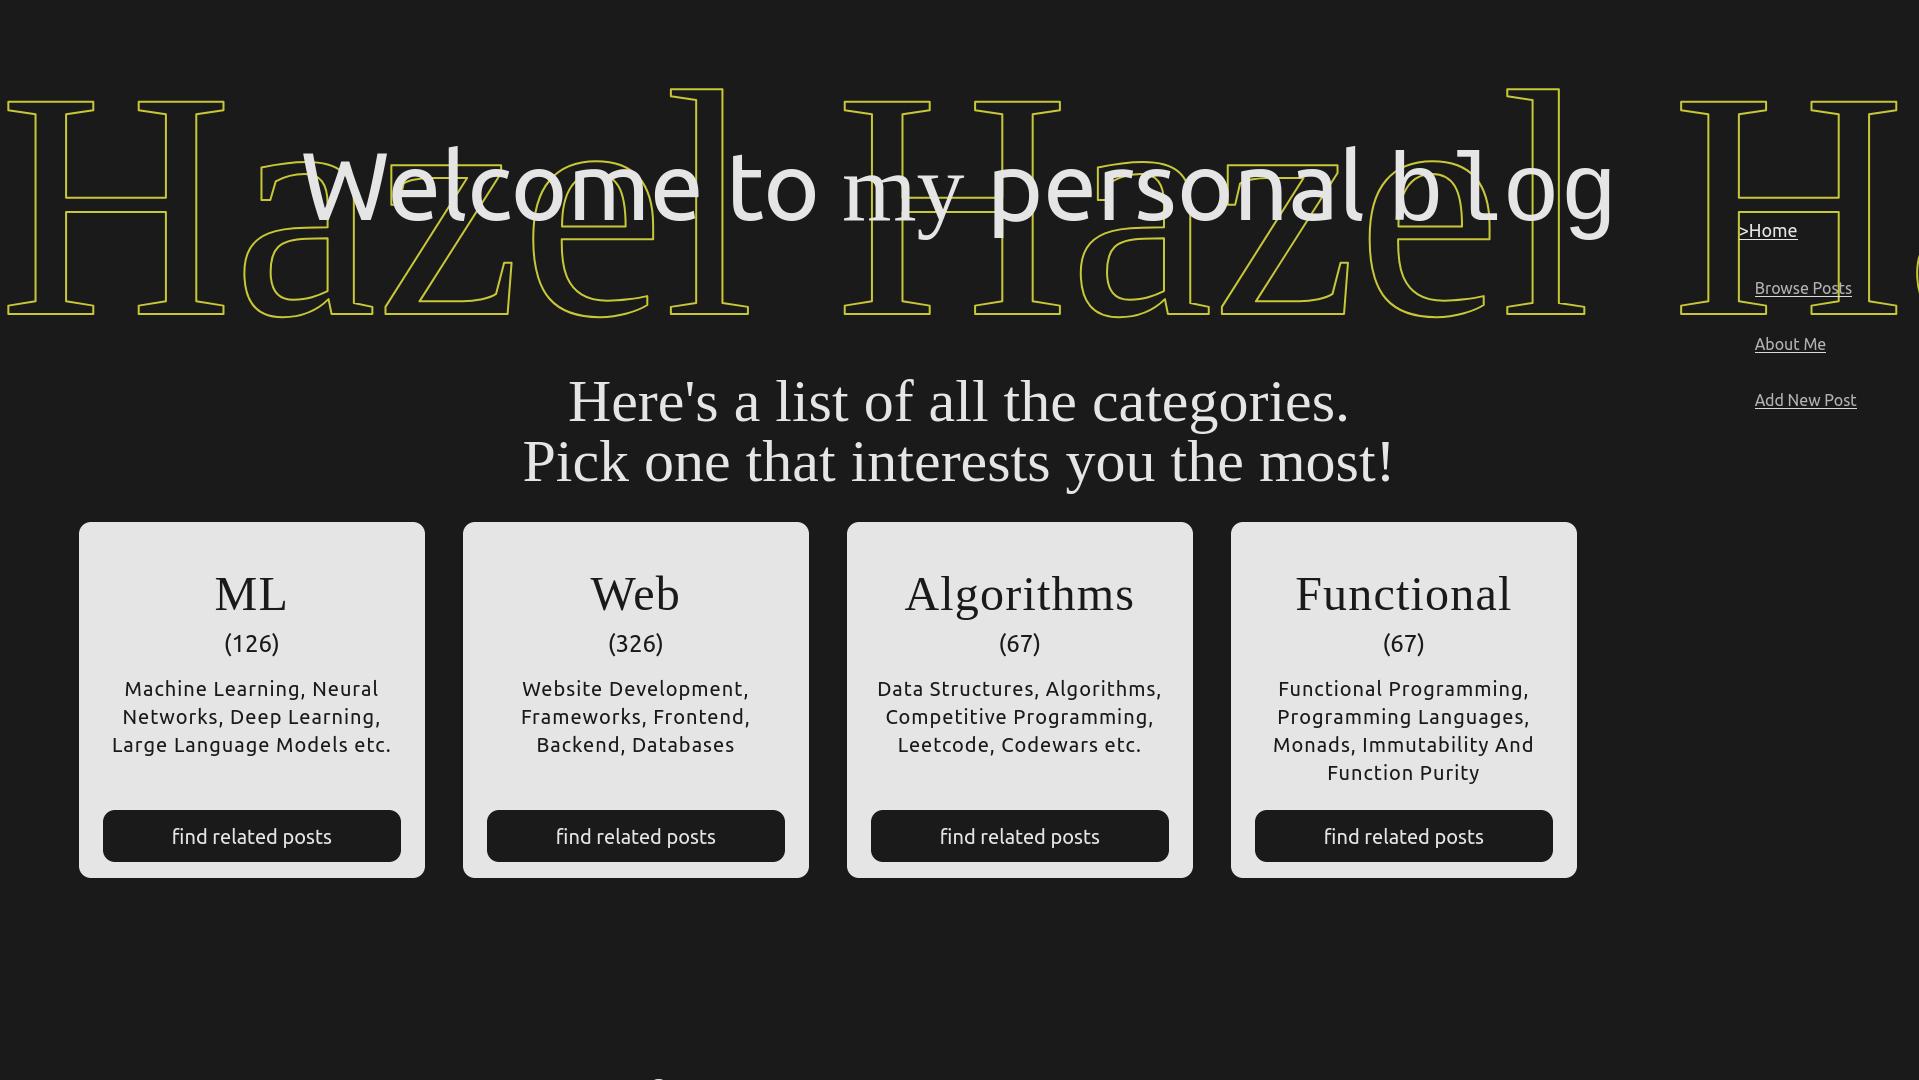 Hazel Hazel H
Welcome to my personal blog
>Home
Browse Posts
About Me
Add New Post
Here's a list of all the categories.
Pick one that interests you the most!
ML
(126)
Machine Learning, Neural
Networks, Deep Learning,
Large Language Models etc.
find related posts
Web
(326)
Website Development,
Frameworks, Frontend,
Backend, Databases
find related posts
Algorithms
(67)
Data Structures, Algorithms,
Competitive Programming,
Leetcode, Codewars etc.
find related posts
Functional
(67)
Functional Programming,
Programming Languages,
Monads, Immutability And
Function Purity
find related posts